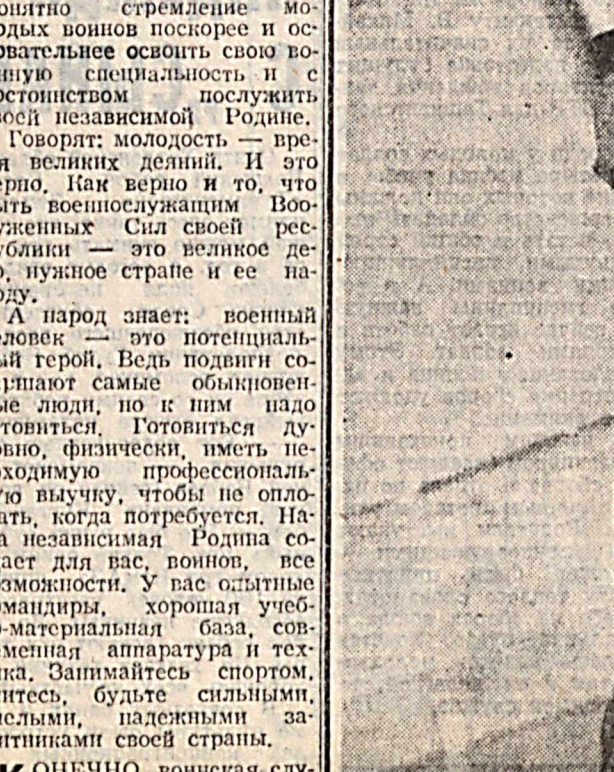 онятно стремление мо-
одых воинов поскорее и ос-
овательнее освоить свою во-
нную специальность и с
остоинством послужить
воей независимой Родине.
Говорят: молодость — вре-
я великих деяний. И это
ерно. Как верно и то, что
ыть военнослужащим Воо-
уженных Сил своей рес-
ублики — это великое де-
о, нужное стране и ее на-
оду.
А народ знает: военный
еловек — это потенциаль-
ый герой. Ведь подвиги со-
ершают самые обыкновен-
ые люди, но к ним надо
товиться. Готовиться ду-
овно, физически, иметь не-
ходимую профессиональ-
ую выучку, чтобы не опло-
ать, когда потребуется. На-
а независимая Родина со-
ает для вас, воинов, все
зможности. У вас опытные
мандиры, хорошая учеб-
-материальная база, сов-
менная аппаратура и тех-
ка. Занимайтесь спортом,
итесь, будьте сильными,
елыми, надежными за-
тниками своей страны.
КОНЕЧНО, воинская слу-